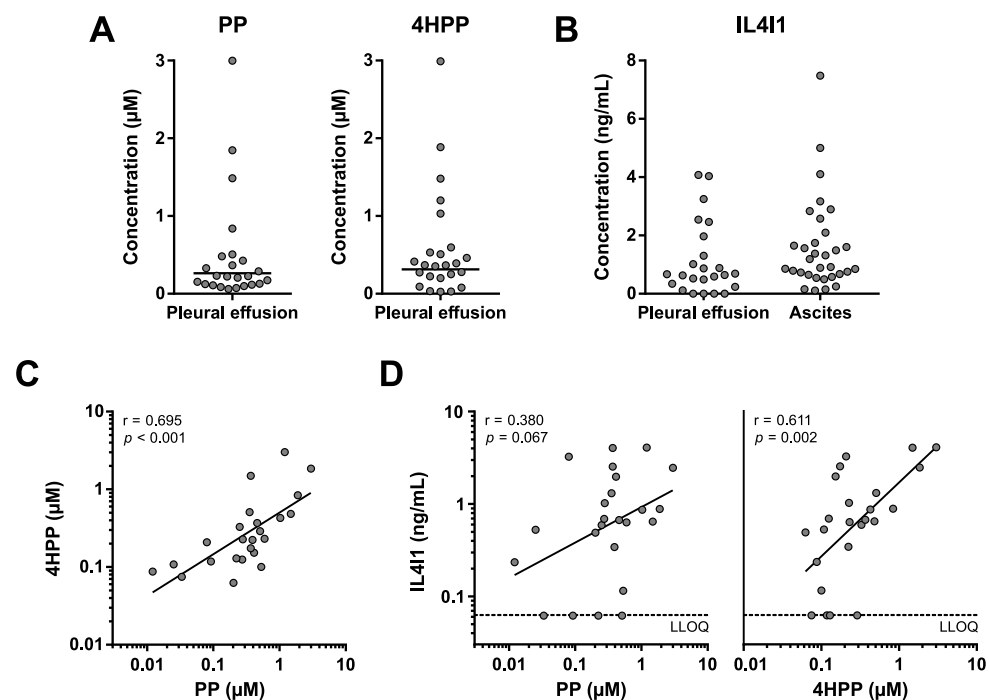 A
PP
4HPP
B
IL4I1
Concentration (µM)
3
2
1
0
Pleural effusion
Concentration (µM)
3
2
1
0
Pleural effusion
Concentration (ng/mL)
8
6
4
2
0
Pleural effusion
Ascites
C
4HPP (µM)
10
1
0.1
0.01
r = 0.695
p < 0.001
0.01
0.1
1
10
PP (µM)
D
IL4I1 (ng/mL)
10
1
0.1
r = 0.380
p = 0.067
LLOQ
0.01
0.1
1
10
PP (µM)
r = 0.611
p = 0.002
LLOQ
0.1
1
10
4HPP (µM)